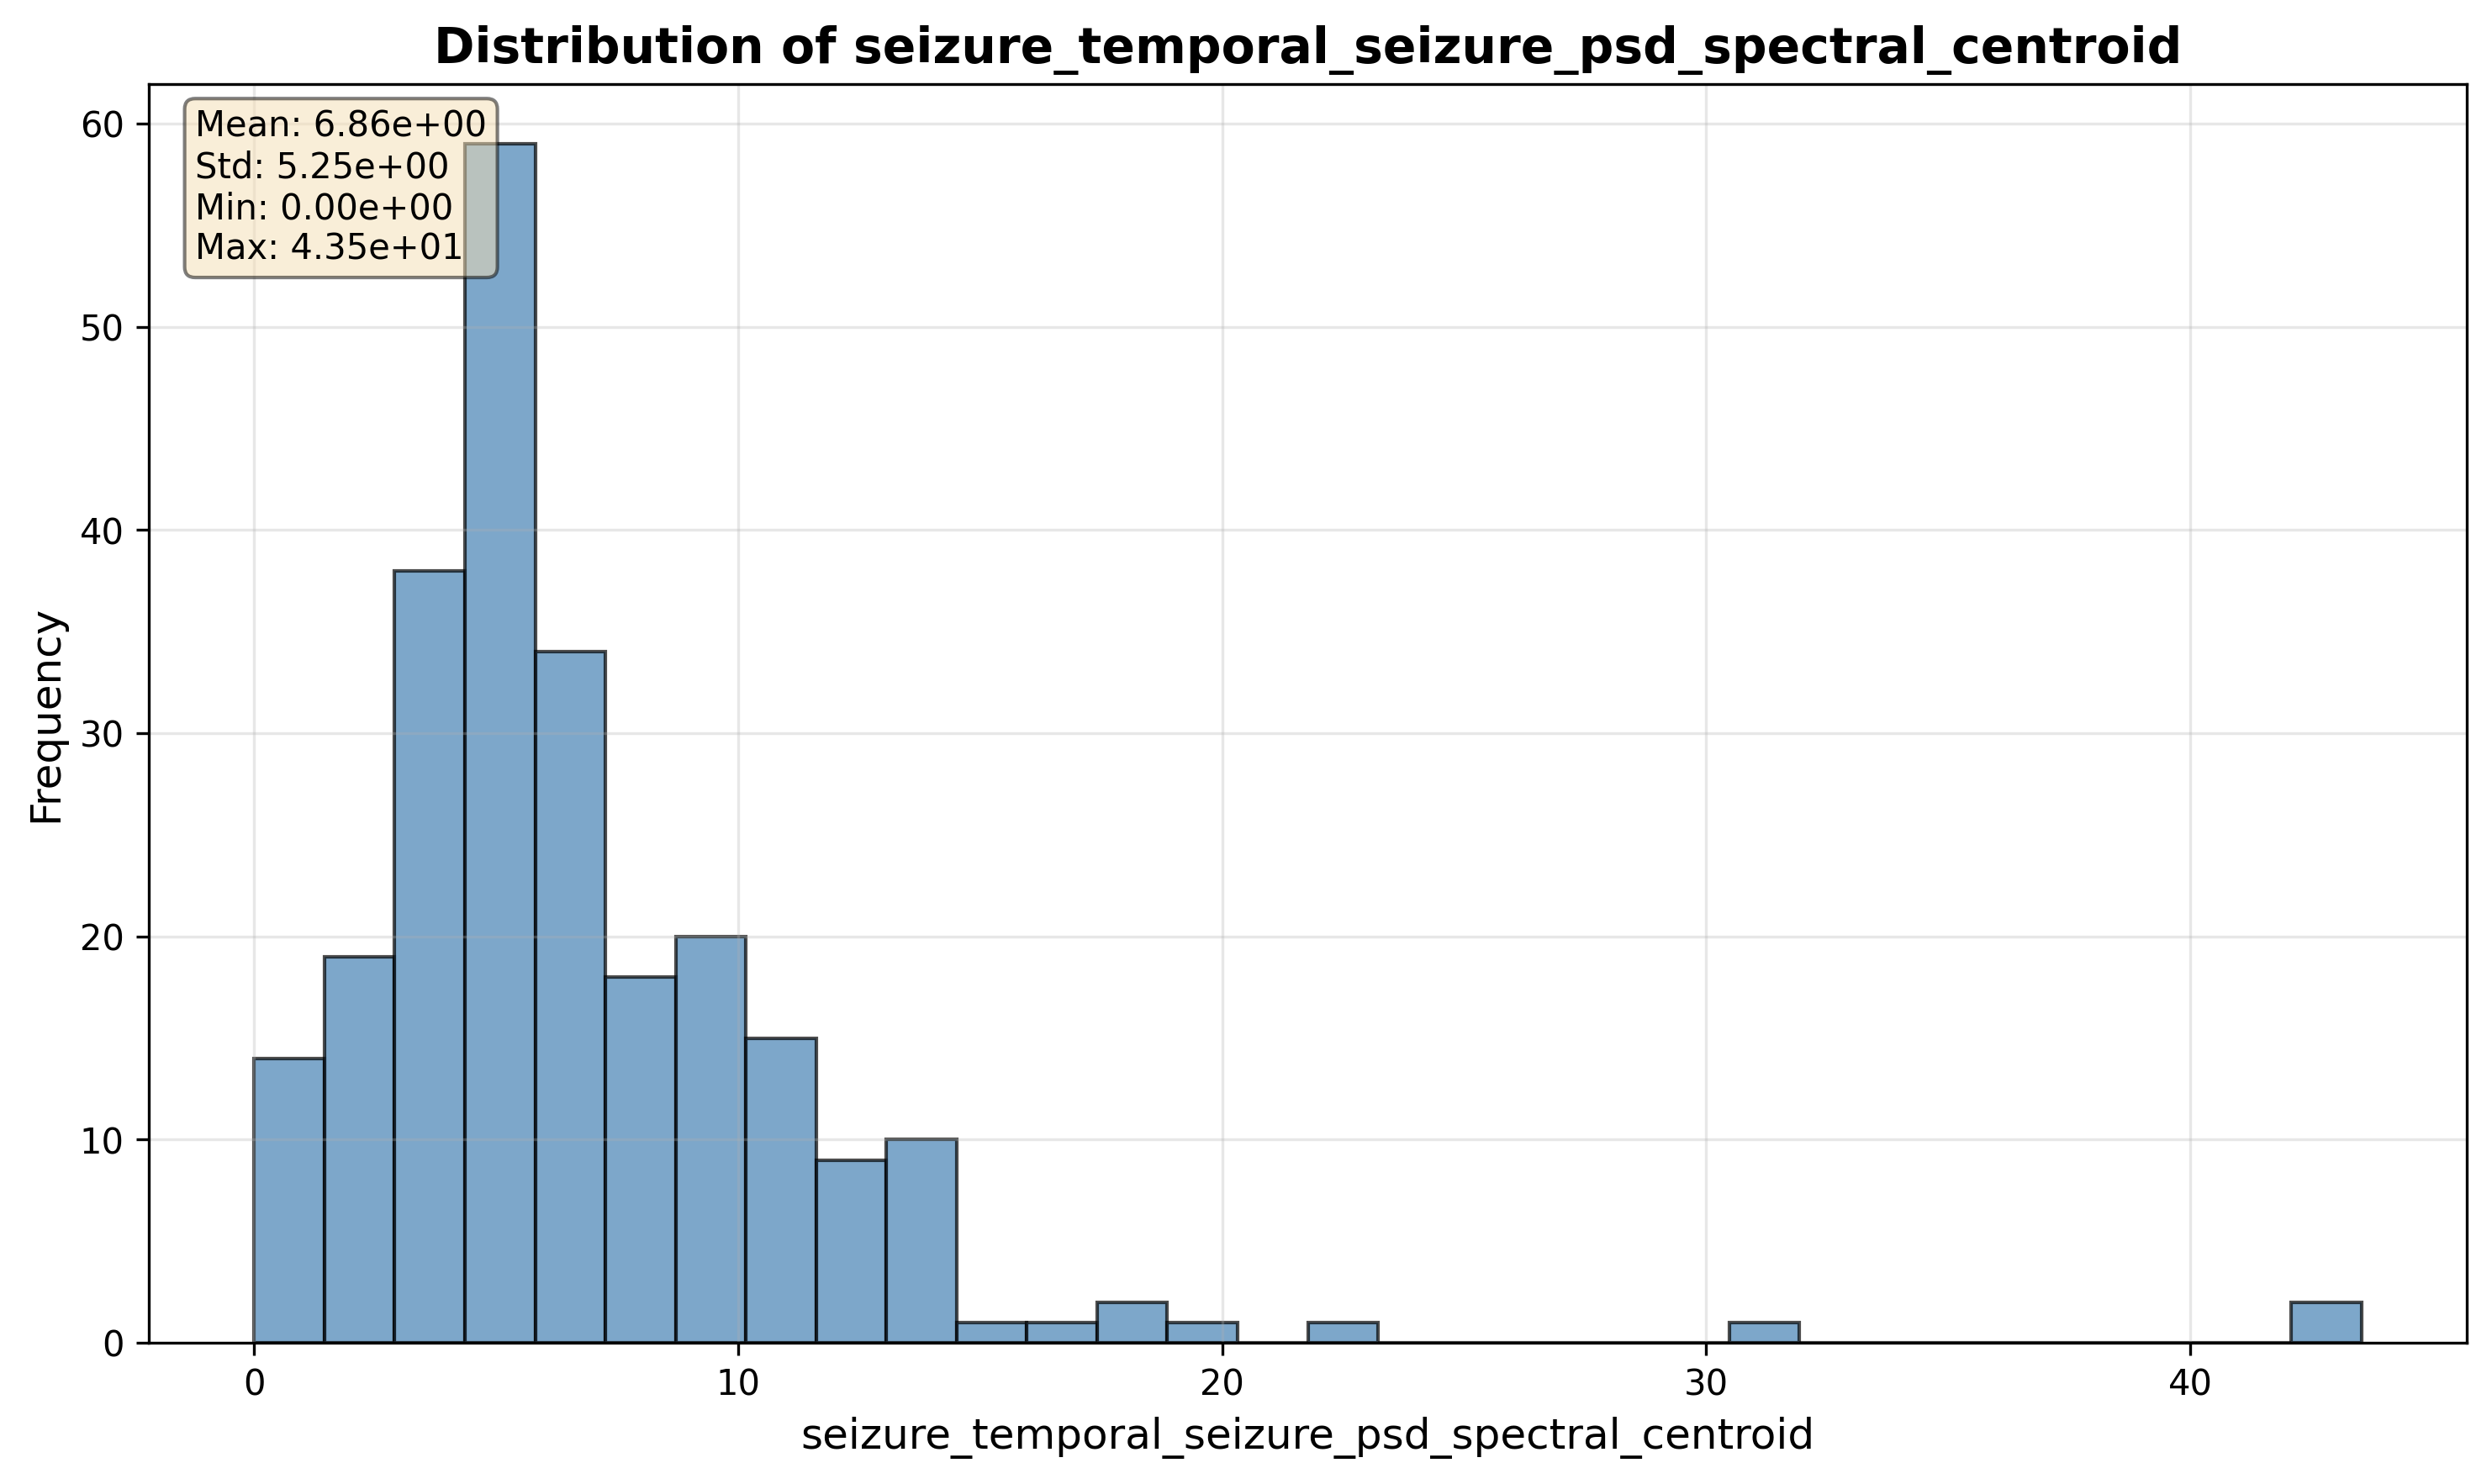 Distribution of seizure_temporal_seizure_psd_spectral_centroid
Mean: 6.86e+00
Std: 5.25e+00
Min: 0.00e+00
Max: 4.35e+01
60
50
40
30
20
10
0
Frequency
0 10 20 30 40
seizure_temporal_seizure_psd_spectral_centroid